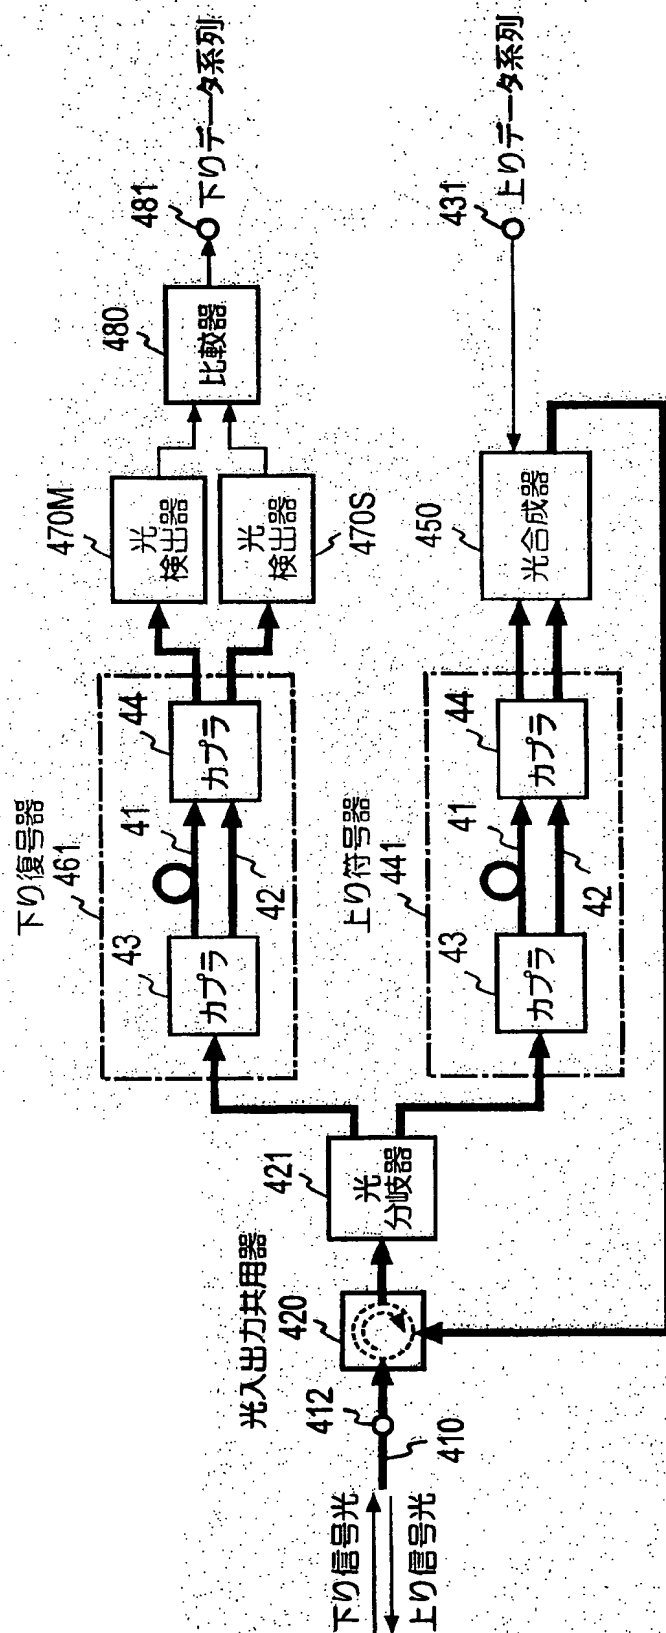 下り信号光
上り信号光
410
412
光入出力共用器
420
421
光
分岐器
下り復号器
461
43
カプラ
41
42
44
カプラ
470M
光
検出器
光
検出器
470S
480
比較器
481
下りデータ系列
上り符号器
441
43
カプラ
41
42
44
カプラ
450
光合成器
431
上りデータ系列